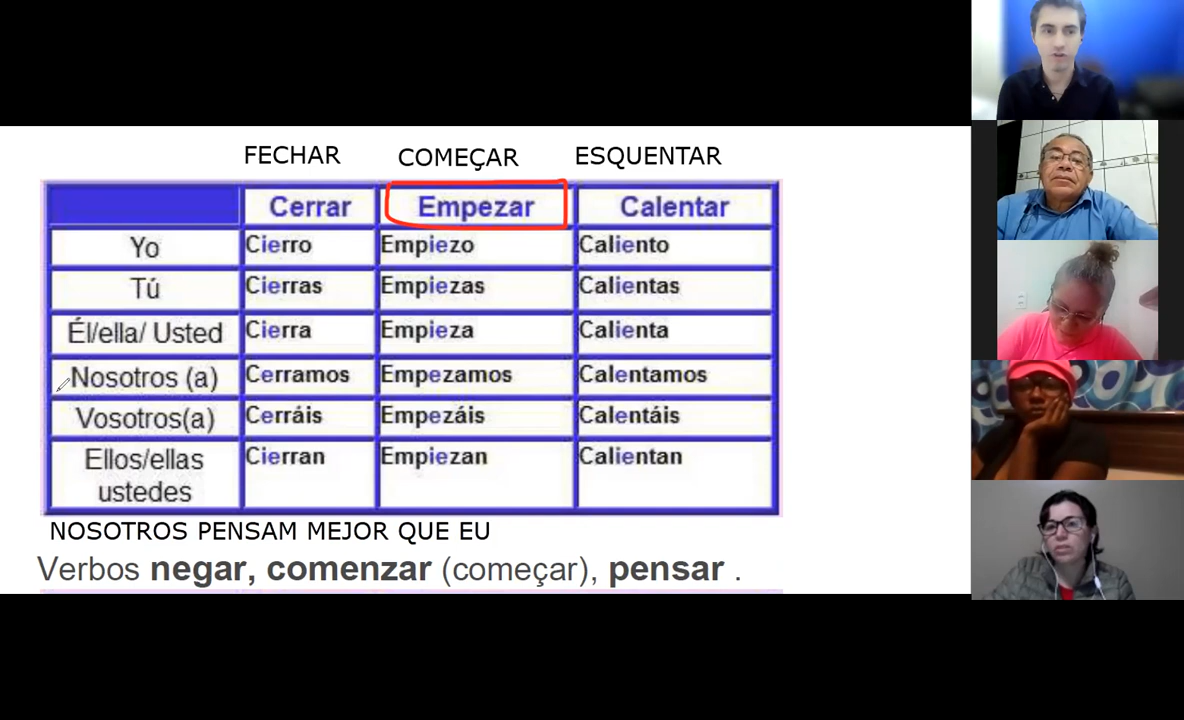 FECHAR COMEÇAR ESQUENTAR
Cerrar Empezar Calentar
Yo Cierro Empiezo Caliento
Tú Cierras Empiezas Calientas
Él/ella/ Usted Cierra Empieza Calienta
Nosotros (a) Cerramos Empezamos Calentamos
Vosotros(a) Cerráis Empezáis Calentáis
Ellos/ellas Cierran Empiezan Calientan
ustedes
NOSOTROS PENSAM MEJOR QUE EU
Verbos negar, comenzar (começar), pensar .